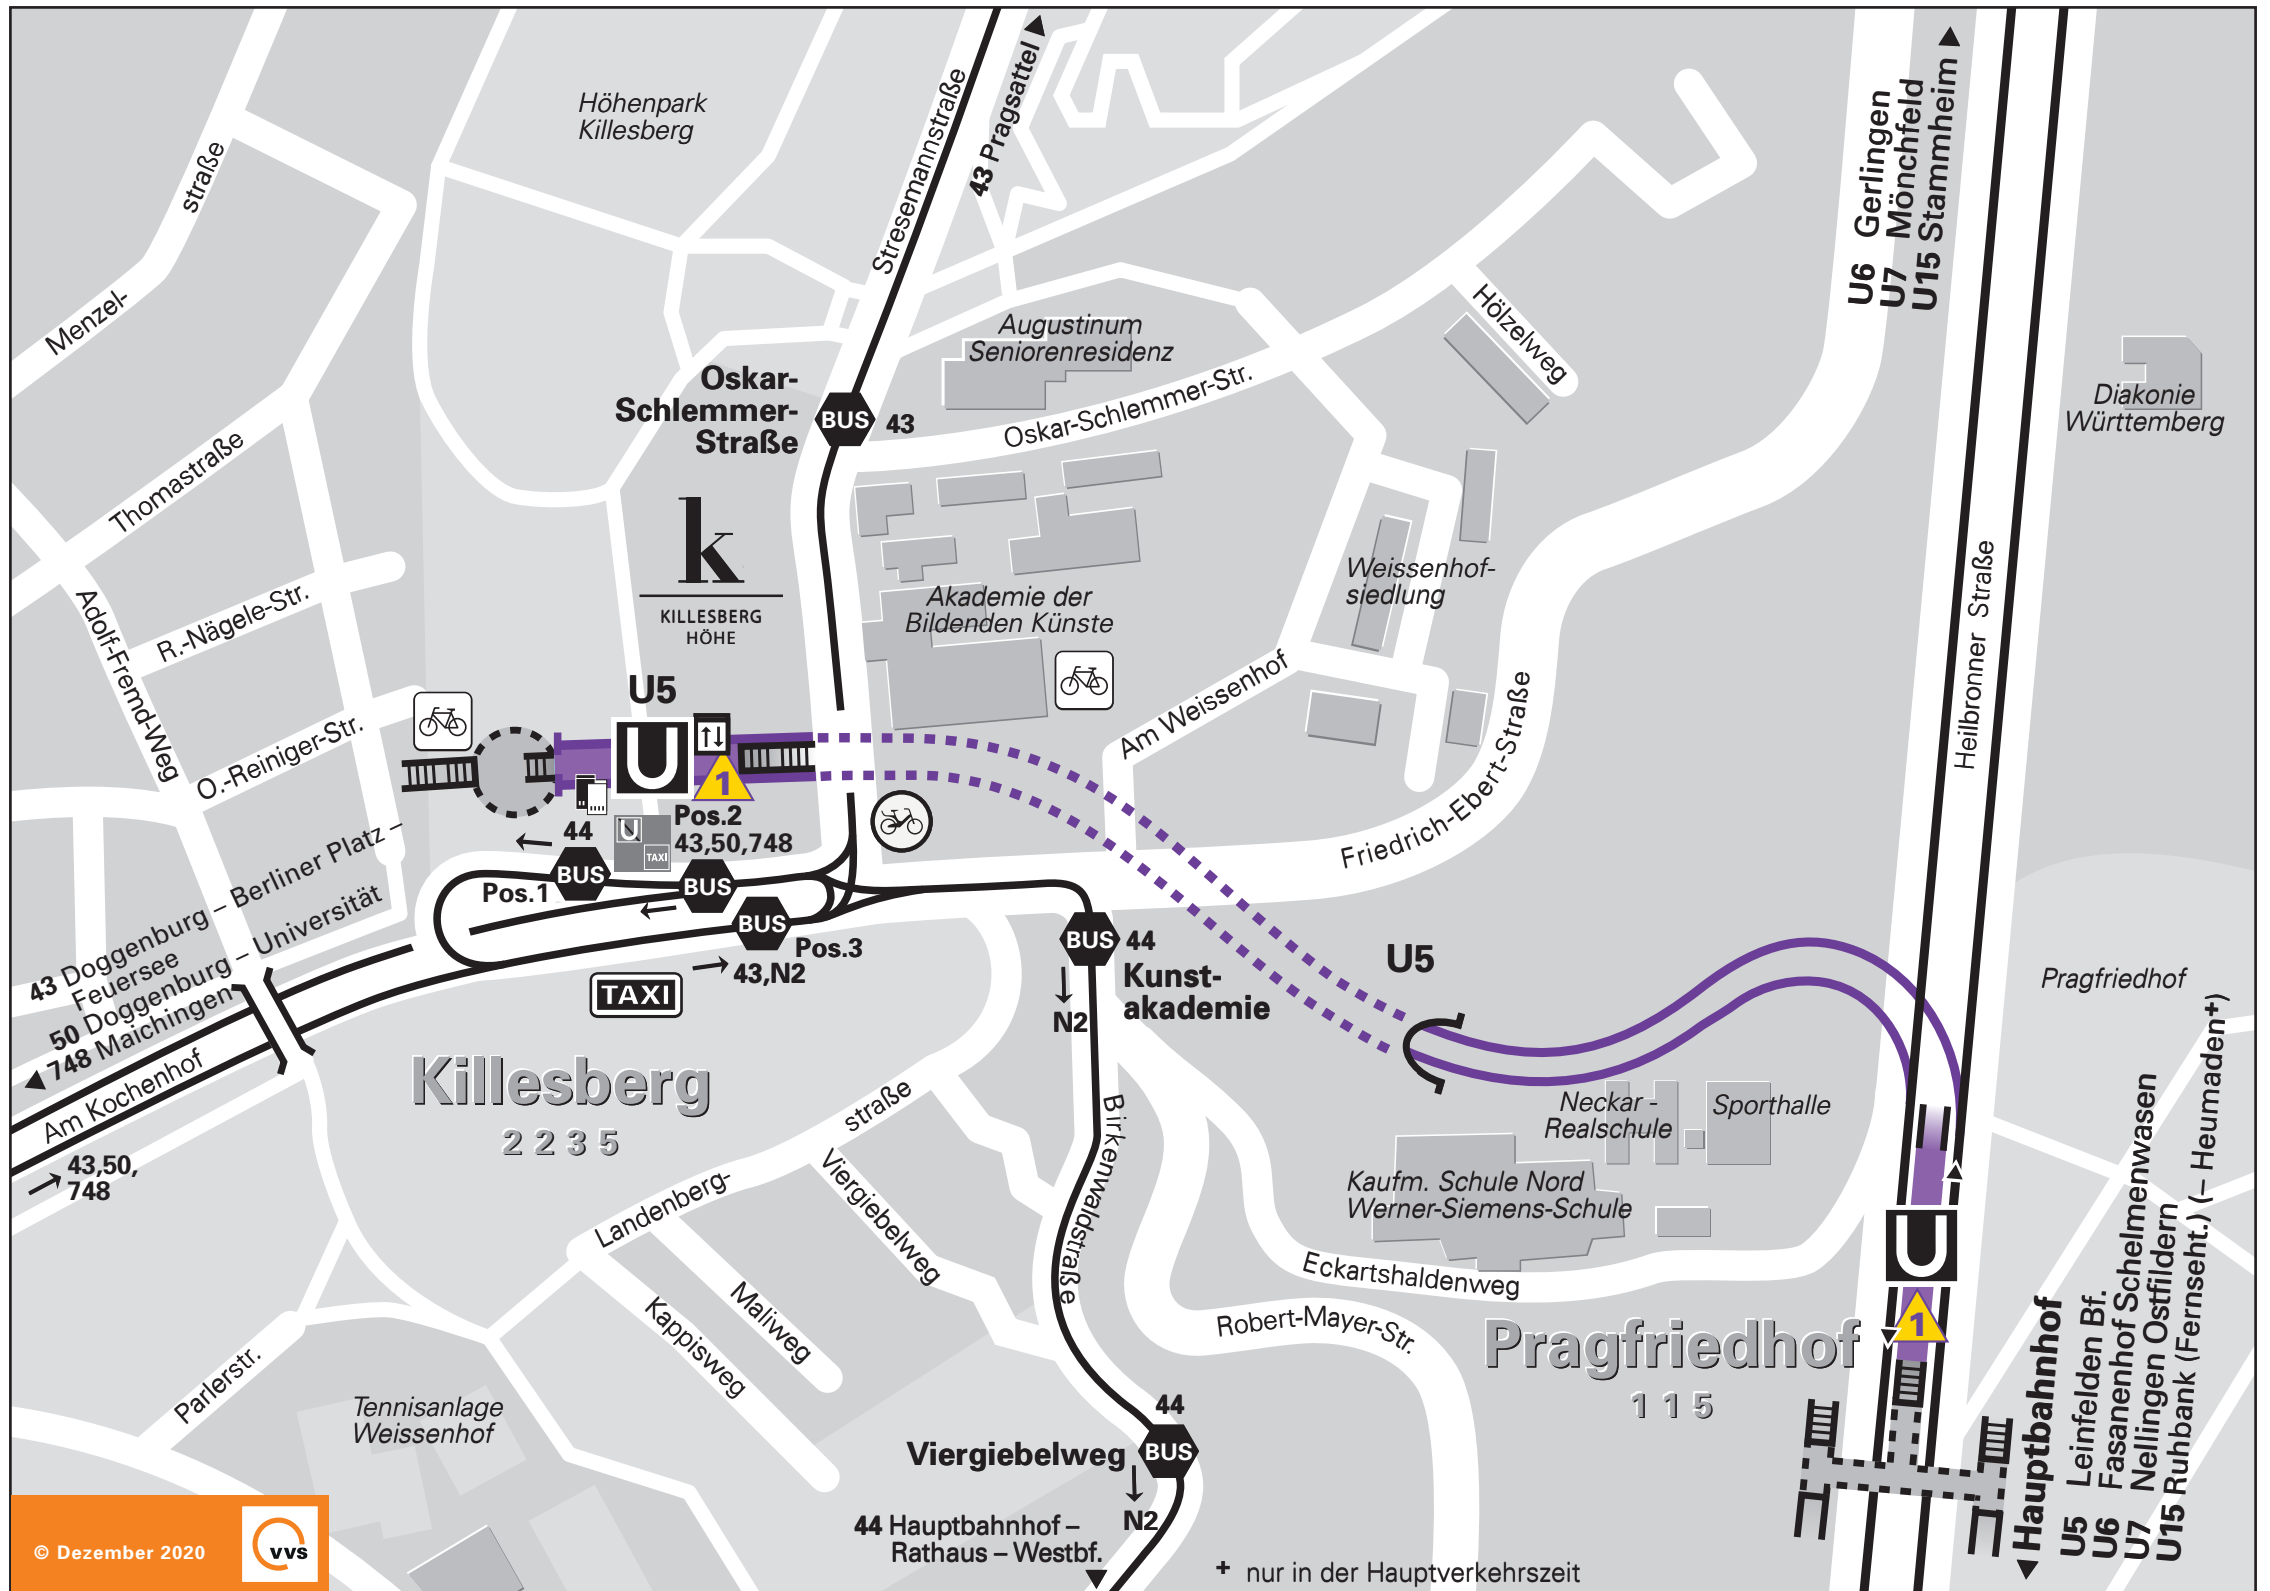 Höhenpark
Killesberg
Stresemannstraße
43 Pragsattel
U6 Gerlingen
U7 Mönchfeld
U15 Stammheim
Menzel-
straße
Thomastraße
Adolf-Fremd-Weg
R.-Nägele-Str.
O.-Reiniger-Str.
Oskar-
Schlemmer-
Straße
BUS
43
Augustinum
Seniorenresidenz
Oskar-Schlemmer-Str.
Hölzelweg
Diakonie
Württemberg
k
KILLESBERG
HÖHE
Akademie der
Bildenden Künste
Weissenhof-
siedlung
Am Weissenhof
Friedrich-Ebert-Straße
Heilbronner Straße
U5
U
1
Pos.2
43,50,748
44
U
TAXI
BUS
Pos.1
BUS
BUS
Pos.3
43,N2
TAXI
43 Doggenburg – Berliner Platz –
Feuersee
50 Doggenburg – Universität
748 Maichingen
Am Kochenhof
43,50,
748
Killesberg
2235
BUS
44
Kunst-
akademie
N2
U5
Pragfriedhof
Neckar-
Realschule
Sporthalle
Kaufm. Schule Nord
Werner-Siemens-Schule
Eckartshaldenweg
Robert-Mayer-Str.
Birkenwaldstraße
Landenberg-
straße
Viergiebelweg
Maliweg
Kappisweg
Parlerstr.
Tennisanlage
Weissenhof
U
1
Pragfriedhof
115
44
Viergiebelweg
BUS
N2
44 Hauptbahnhof –
Rathaus – Westbf.
Hauptbahnhof
U5 Leinfelden Bf.
U6 Fasanenhof Schelmenwasen
U7 Nellingen Ostfildern
U15 Ruhbank (Fernseht.) (– Heumaden+)
+ nur in der Hauptverkehrszeit
© Dezember 2020
vvs